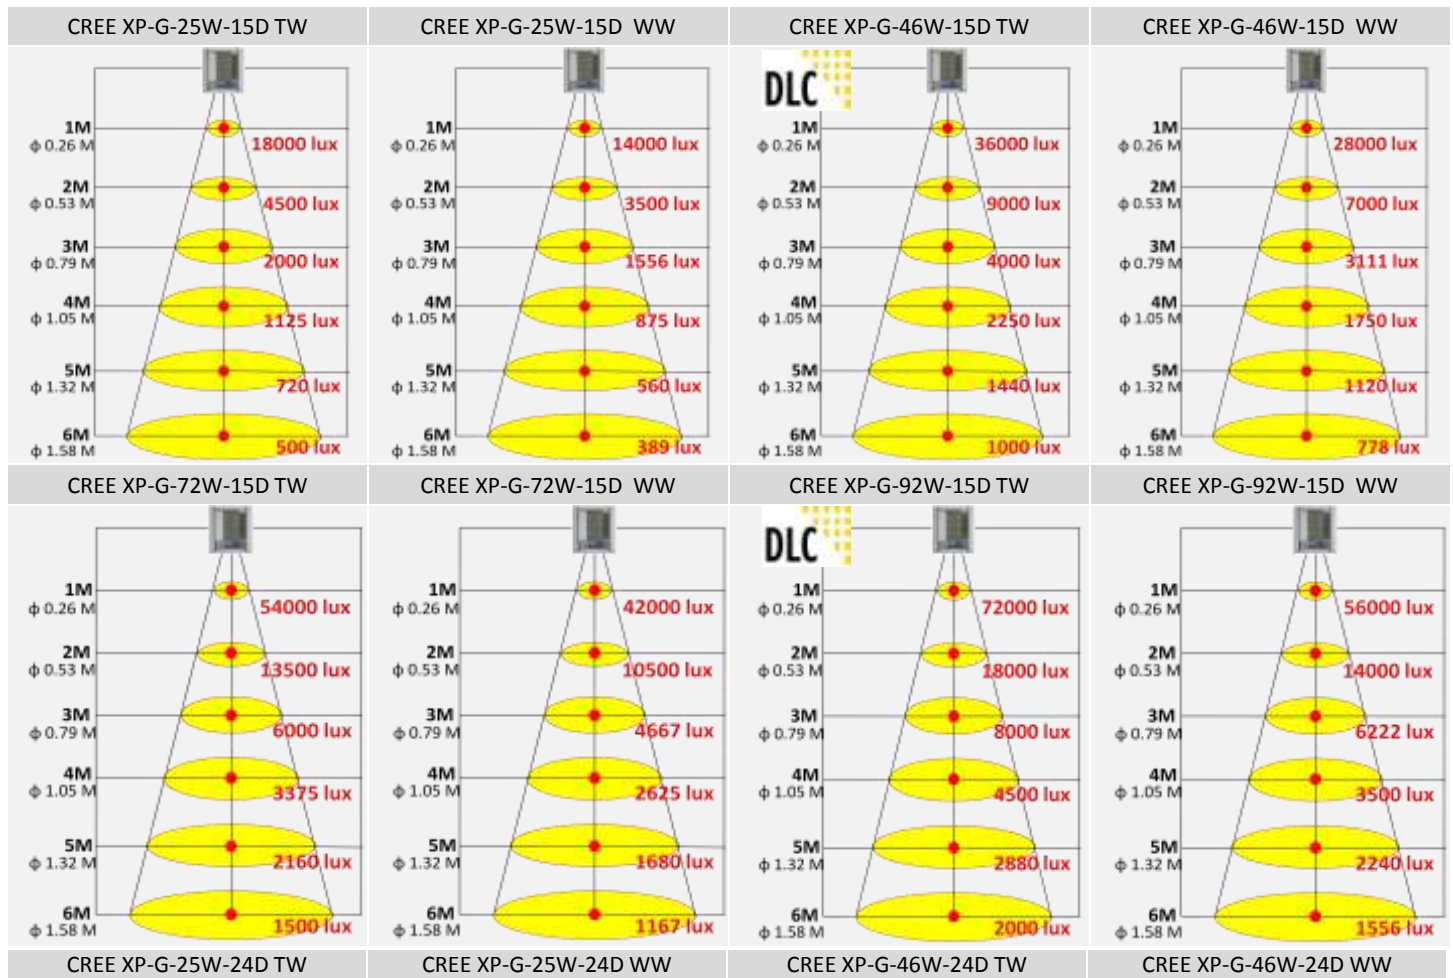 CREE XP-G-25W-15D TW
1M
φ 0.26 M
18000 lux
2M
φ 0.53 M
4500 lux
3M
φ 0.79 M
2000 lux
4M
φ 1.05 M
1125 lux
5M
φ 1.32 M
720 lux
6M
φ 1.58 M
500 lux
CREE XP-G-25W-15D WW
1M
φ 0.26 M
14000 lux
2M
φ 0.53 M
3500 lux
3M
φ 0.79 M
1556 lux
4M
φ 1.05 M
875 lux
5M
φ 1.32 M
560 lux
6M
φ 1.58 M
389 lux
CREE XP-G-46W-15D TW
DLC
1M
φ 0.26 M
36000 lux
2M
φ 0.53 M
9000 lux
3M
φ 0.79 M
4000 lux
4M
φ 1.05 M
2250 lux
5M
φ 1.32 M
1440 lux
6M
φ 1.58 M
1000 lux
CREE XP-G-46W-15D WW
1M
φ 0.26 M
28000 lux
2M
φ 0.53 M
7000 lux
3M
φ 0.79 M
3111 lux
4M
φ 1.05 M
1750 lux
5M
φ 1.32 M
1120 lux
6M
φ 1.58 M
778 lux
CREE XP-G-72W-15D TW
1M
φ 0.26 M
54000 lux
2M
φ 0.53 M
13500 lux
3M
φ 0.79 M
6000 lux
4M
φ 1.05 M
3375 lux
5M
φ 1.32 M
2160 lux
6M
φ 1.58 M
1500 lux
CREE XP-G-72W-15D WW
1M
φ 0.26 M
42000 lux
2M
φ 0.53 M
10500 lux
3M
φ 0.79 M
4667 lux
4M
φ 1.05 M
2625 lux
5M
φ 1.32 M
1680 lux
6M
φ 1.58 M
1167 lux
CREE XP-G-92W-15D TW
DLC
1M
φ 0.26 M
72000 lux
2M
φ 0.53 M
18000 lux
3M
φ 0.79 M
8000 lux
4M
φ 1.05 M
4500 lux
5M
φ 1.32 M
2880 lux
6M
φ 1.58 M
2000 lux
CREE XP-G-92W-15D WW
1M
φ 0.26 M
56000 lux
2M
φ 0.53 M
14000 lux
3M
φ 0.79 M
6222 lux
4M
φ 1.05 M
3500 lux
5M
φ 1.32 M
2240 lux
6M
φ 1.58 M
1556 lux
CREE XP-G-25W-24D TW
CREE XP-G-25W-24D WW
CREE XP-G-46W-24D TW
CREE XP-G-46W-24D WW